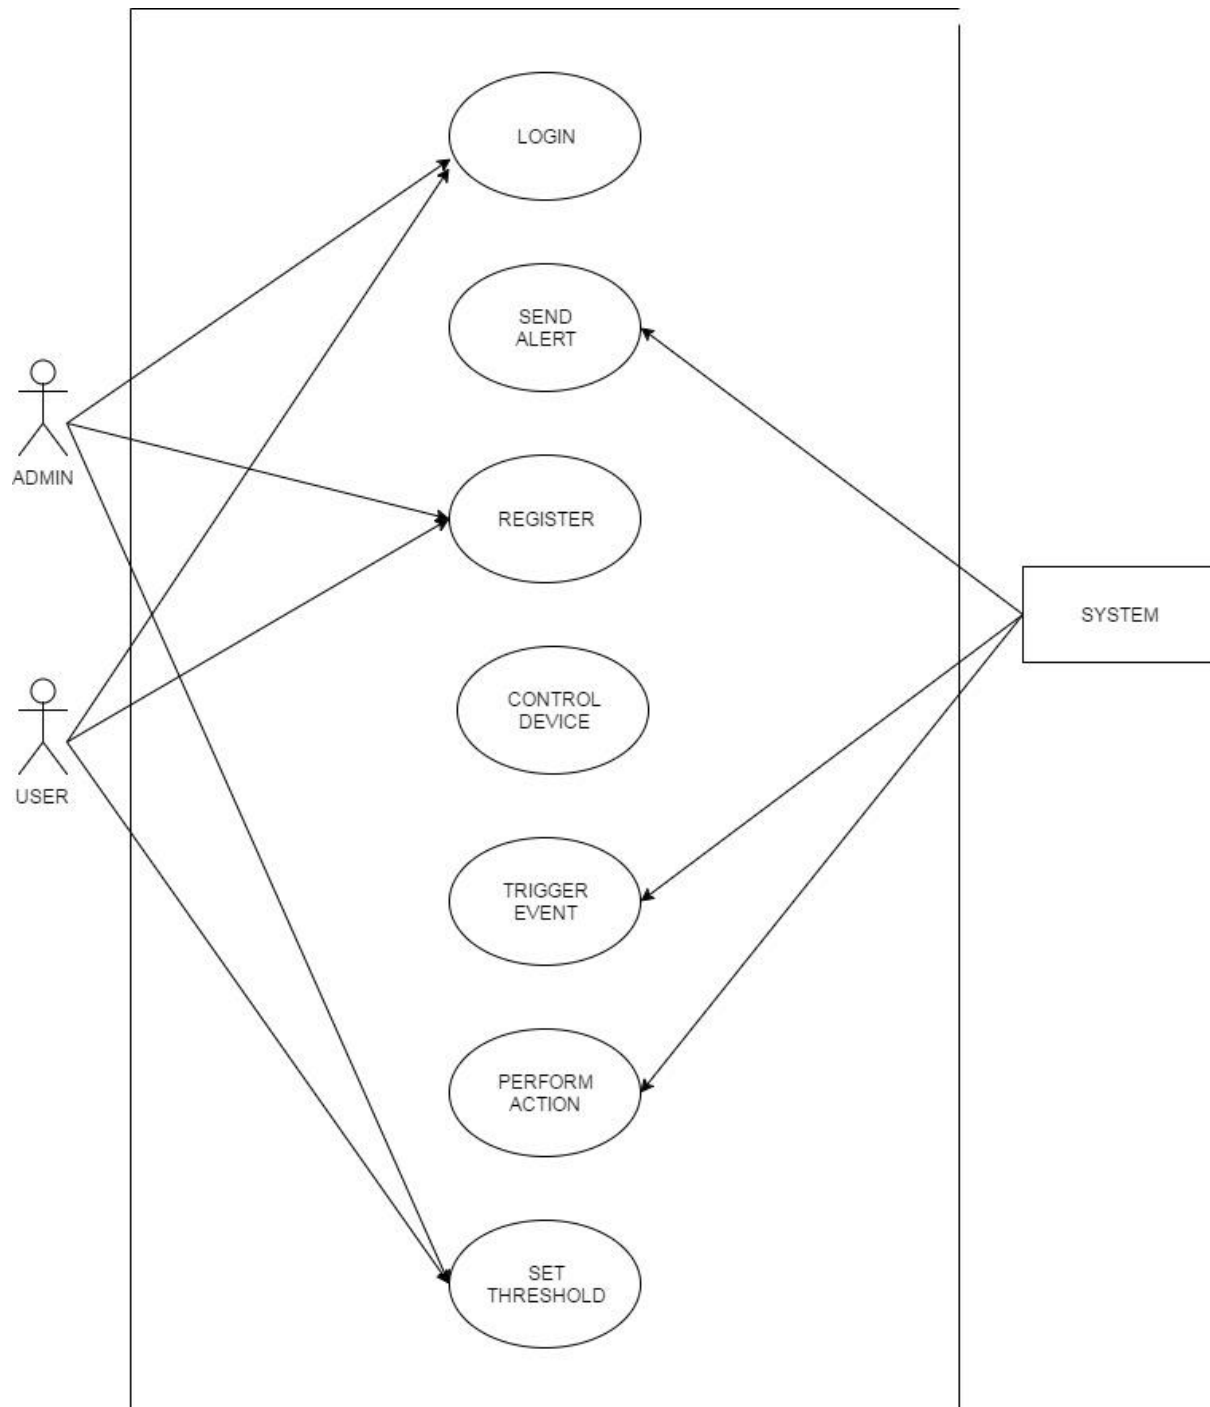 LOGIN
SEND
ALERT
ADMIN
REGISTER
SYSTEM
CONTROL
DEVICE
USER
TRIGGER
EVENT
PERFORM
ACTION
SET
THRESHOLD